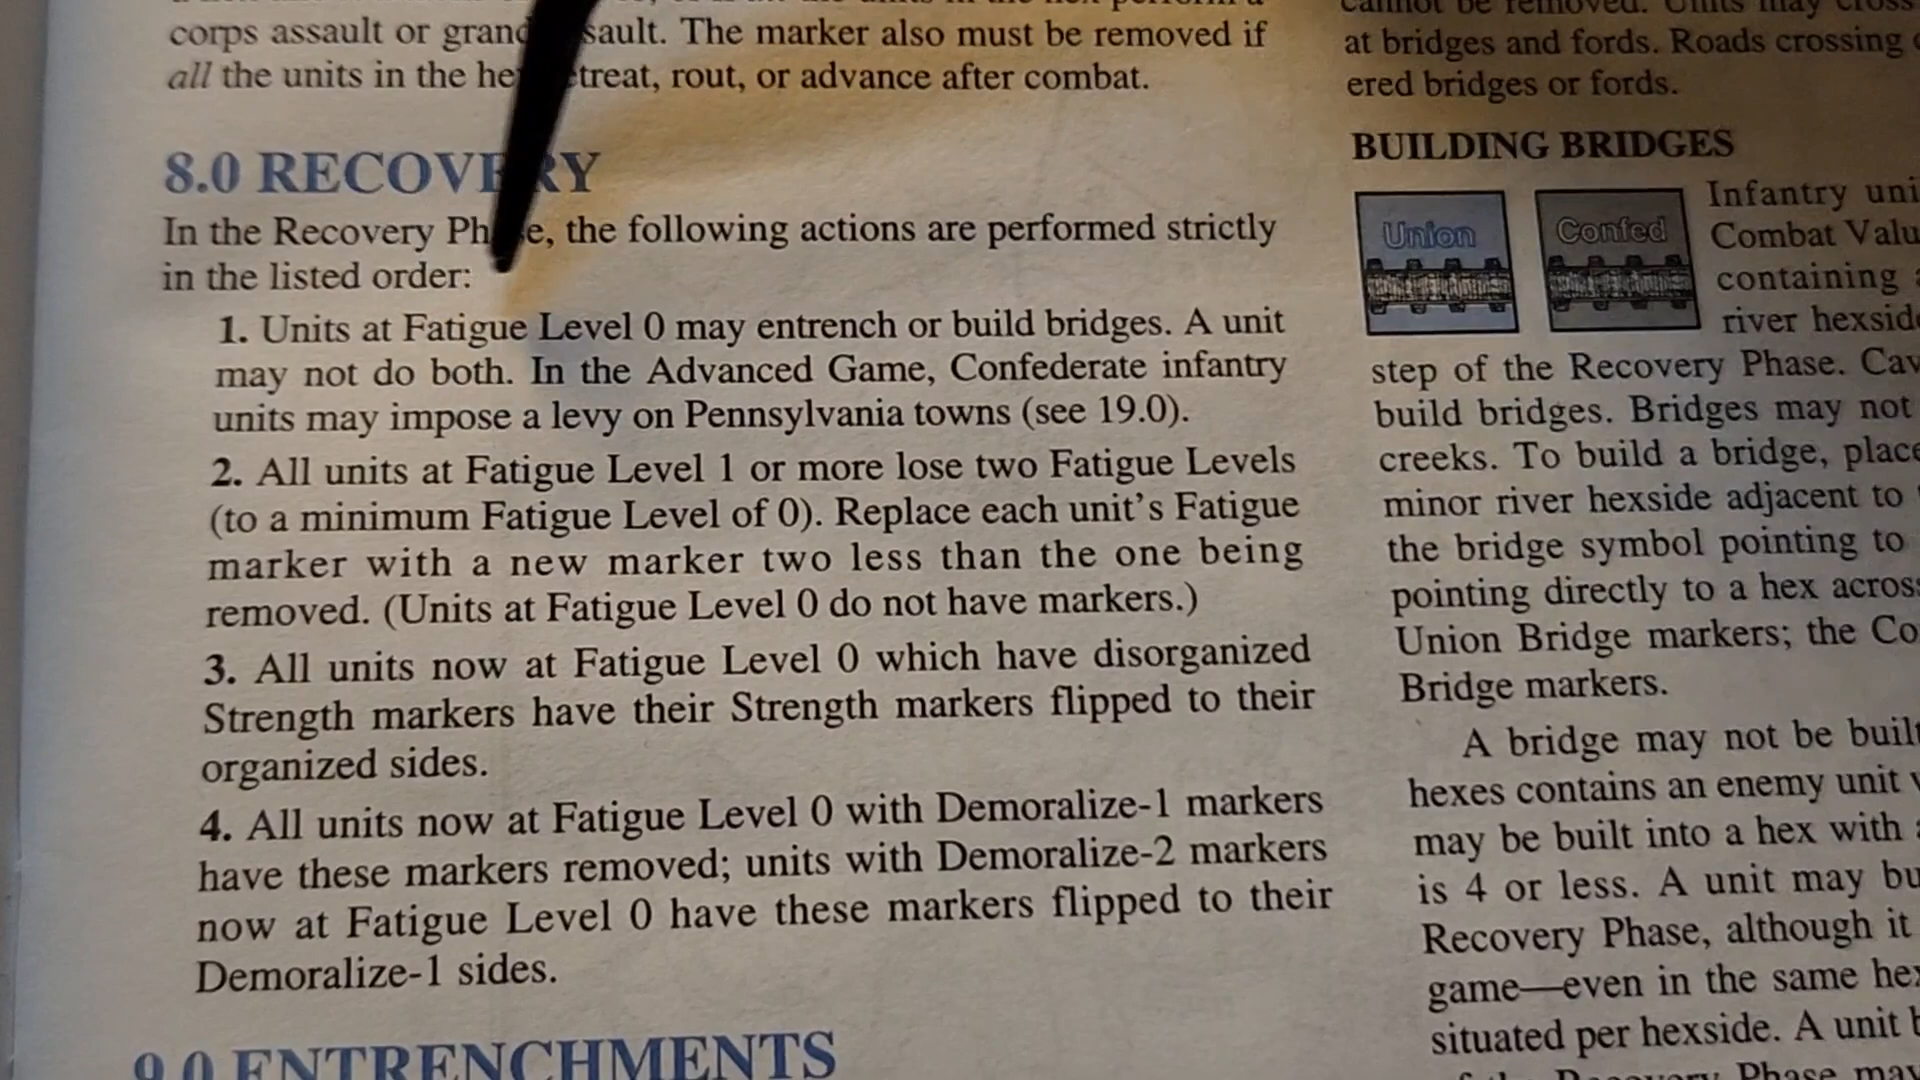 corps assault or grand sault. The marker also must be removed if
all the units in the he treat, rout, or advance after combat.
8.0 RECOVERY
In the Recovery Ph e, the following actions are performed strictly
in the listed order:
1. Units at Fatigue Level 0 may entrench or build bridges. A unit
may not do both. In the Advanced Game, Confederate infantry
units may impose a levy on Pennsylvania towns (see 19.0).
2. All units at Fatigue Level 1 or more lose two Fatigue Levels
(to a minimum Fatigue Level of 0). Replace each unit's Fatigue
marker with a new marker two less than the one being
removed. (Units at Fatigue Level 0 do not have markers.)
3. All units now at Fatigue Level 0 which have disorganized
Strength markers have their Strength markers flipped to their
organized sides.
4. All units now at Fatigue Level 0 with Demoralize-1 markers
have these markers removed; units with Demoralize-2 markers
now at Fatigue Level 0 have these markers flipped to their
Demoralize-1 sides.
9.0 ENTRENCHMENTS
cannot be removed. Units may cross
at bridges and fords. Roads crossing
ered bridges or fords.
BUILDING BRIDGES
Union
Confed
Infantry uni
Combat Valu
containing
river hexside
step of the Recovery Phase. Cav
build bridges. Bridges may not
creeks. To build a bridge, place
minor river hexside adjacent to
the bridge symbol pointing to
pointing directly to a hex across
Union Bridge markers; the Co
Bridge markers.
A bridge may not be built
hexes contains an enemy unit
may be built into a hex with
is 4 or less. A unit may bu
Recovery Phase, although it
game—even in the same hex
situated per hexside. A unit
Recovery Phase may